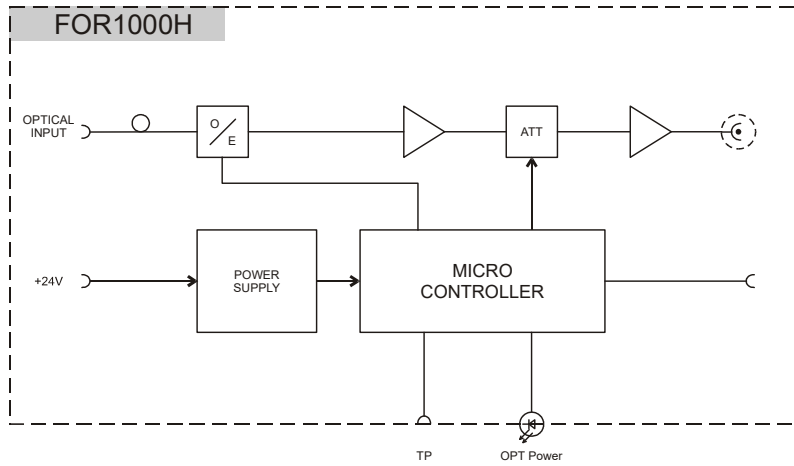 FOR1000H
OPTICAL
INPUT
O
E
ATT
+24V
POWER
SUPPLY
MICRO
CONTROLLER
TP
OPT Power